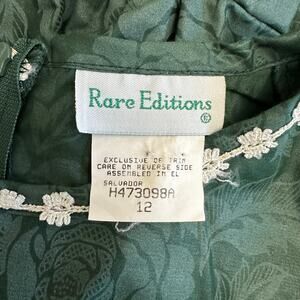 Rare Editions
®
EXCLUSIVE OF TRIM
CARE ON REVERSE SIDE
ASSEMBLED IN EL
SALVADOR
H473098A
12